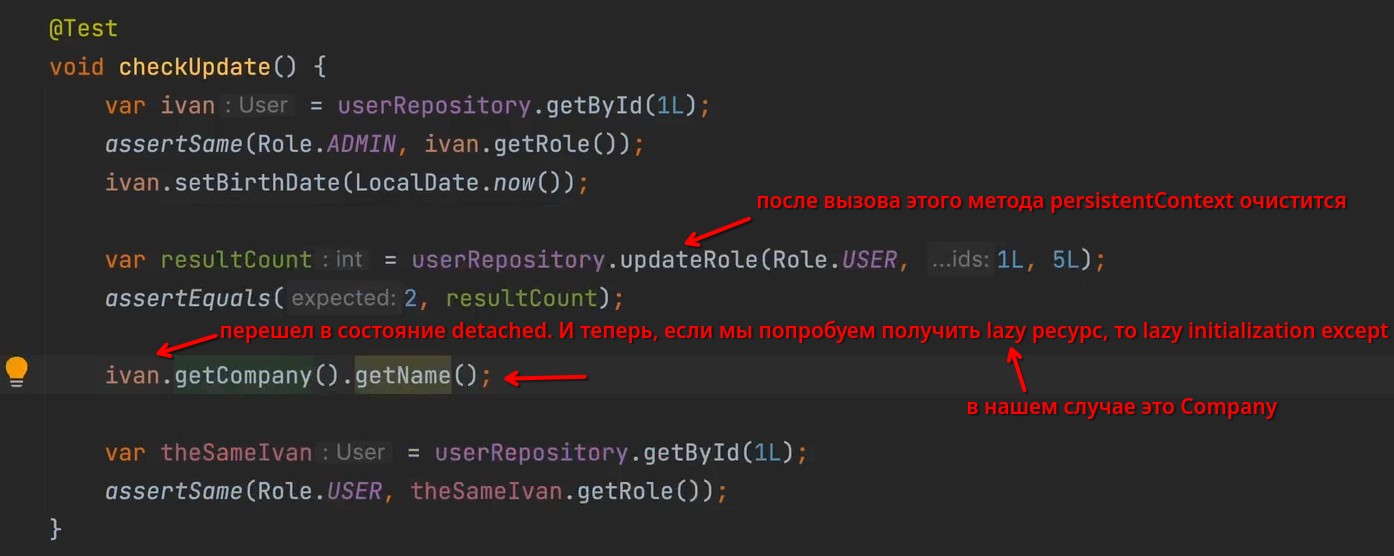 @Test
void checkUpdate() {
var ivan : User = userRepository.getById(1L);
assertSame(Role.ADMIN, ivan.getRole());
ivan.setBirthDate(LocalDate.now());
после вызова этого метода persistentContext очистится
var resultCount : int = userRepository.updateRole(Role.USER, ...ids: 1L, 5L);
assertEquals( expected: 2, resultCount);
перешел в состояние detached. И теперь, если мы попробуем получить lazy ресурс, то lazy initialization except
ivan.getCompany().getName();
в нашем случае это Company
var theSameIvan : User = userRepository.getById(1L);
assertSame(Role.USER, theSameIvan.getRole());
}